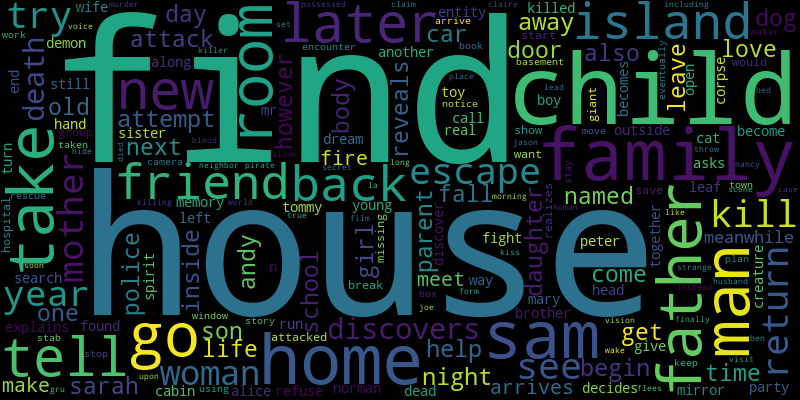 try wife entity later island dog
work voice day away killed murder claim claire including
possessed set car start
demon attack encounter book door also love
end death along another place eventually
still room however find child leave open
old new attempt body reveals toy basement lead becomes corpse would water
hand mr notice giant
group sister dream call boy outside bed
turn taken next fire real show become
hide camera neighbor pirate alive long want move jason throw cat asks
died secret stay nancy
take mother killing blood friend back escape family
hospital rescue memory world la morning human save leaf town scene case
left tommy young parent fall named like kill
police spirit true film missing discover daughter realizes together father man meanwhile
year inside andy girl kiss fight peter strange plan creature
search school break meet way come instead husband
one window box mary head finally
soon go son story run form brother vision ben return
explains found house joe sam
stab stop life attacked discovers help see get give
tell home wake begin keep visit time
make gru upon woman night arrives decides mirror party
sarah cabin using alice refuse norman dead flees
killer arrive